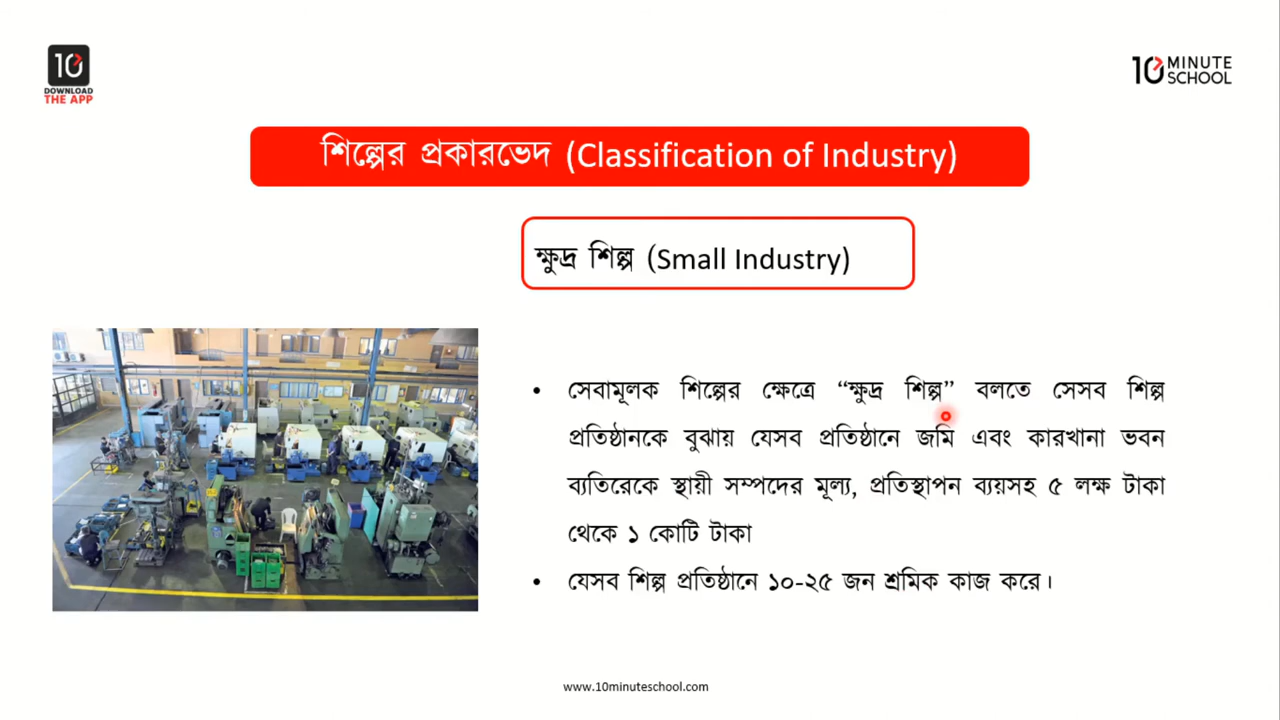 10
DOWNLOAD
THE APP
10 MINUTE
SCHOOL
শিল্পের প্রকারভেদ (Classification of Industry)
ক্ষুদ্র শিল্প (Small Industry)
• সেবামূলক শিল্পের ক্ষেত্রে “ক্ষুদ্র শিল্প” বলতে সেসব শিল্প
প্রতিষ্ঠানকে বুঝায় যেসব প্রতিষ্ঠানে জমি এবং কারখানা ভবন
ব্যতিরেকে স্থায়ী সম্পদের মূল্য, প্রতিস্থাপন ব্যয়সহ ৫ লক্ষ টাকা
থেকে ১ কোটি টাকা
• যেসব শিল্প প্রতিষ্ঠানে ১০-২৫ জন শ্রমিক কাজ করে।
www.10minuteschool.com